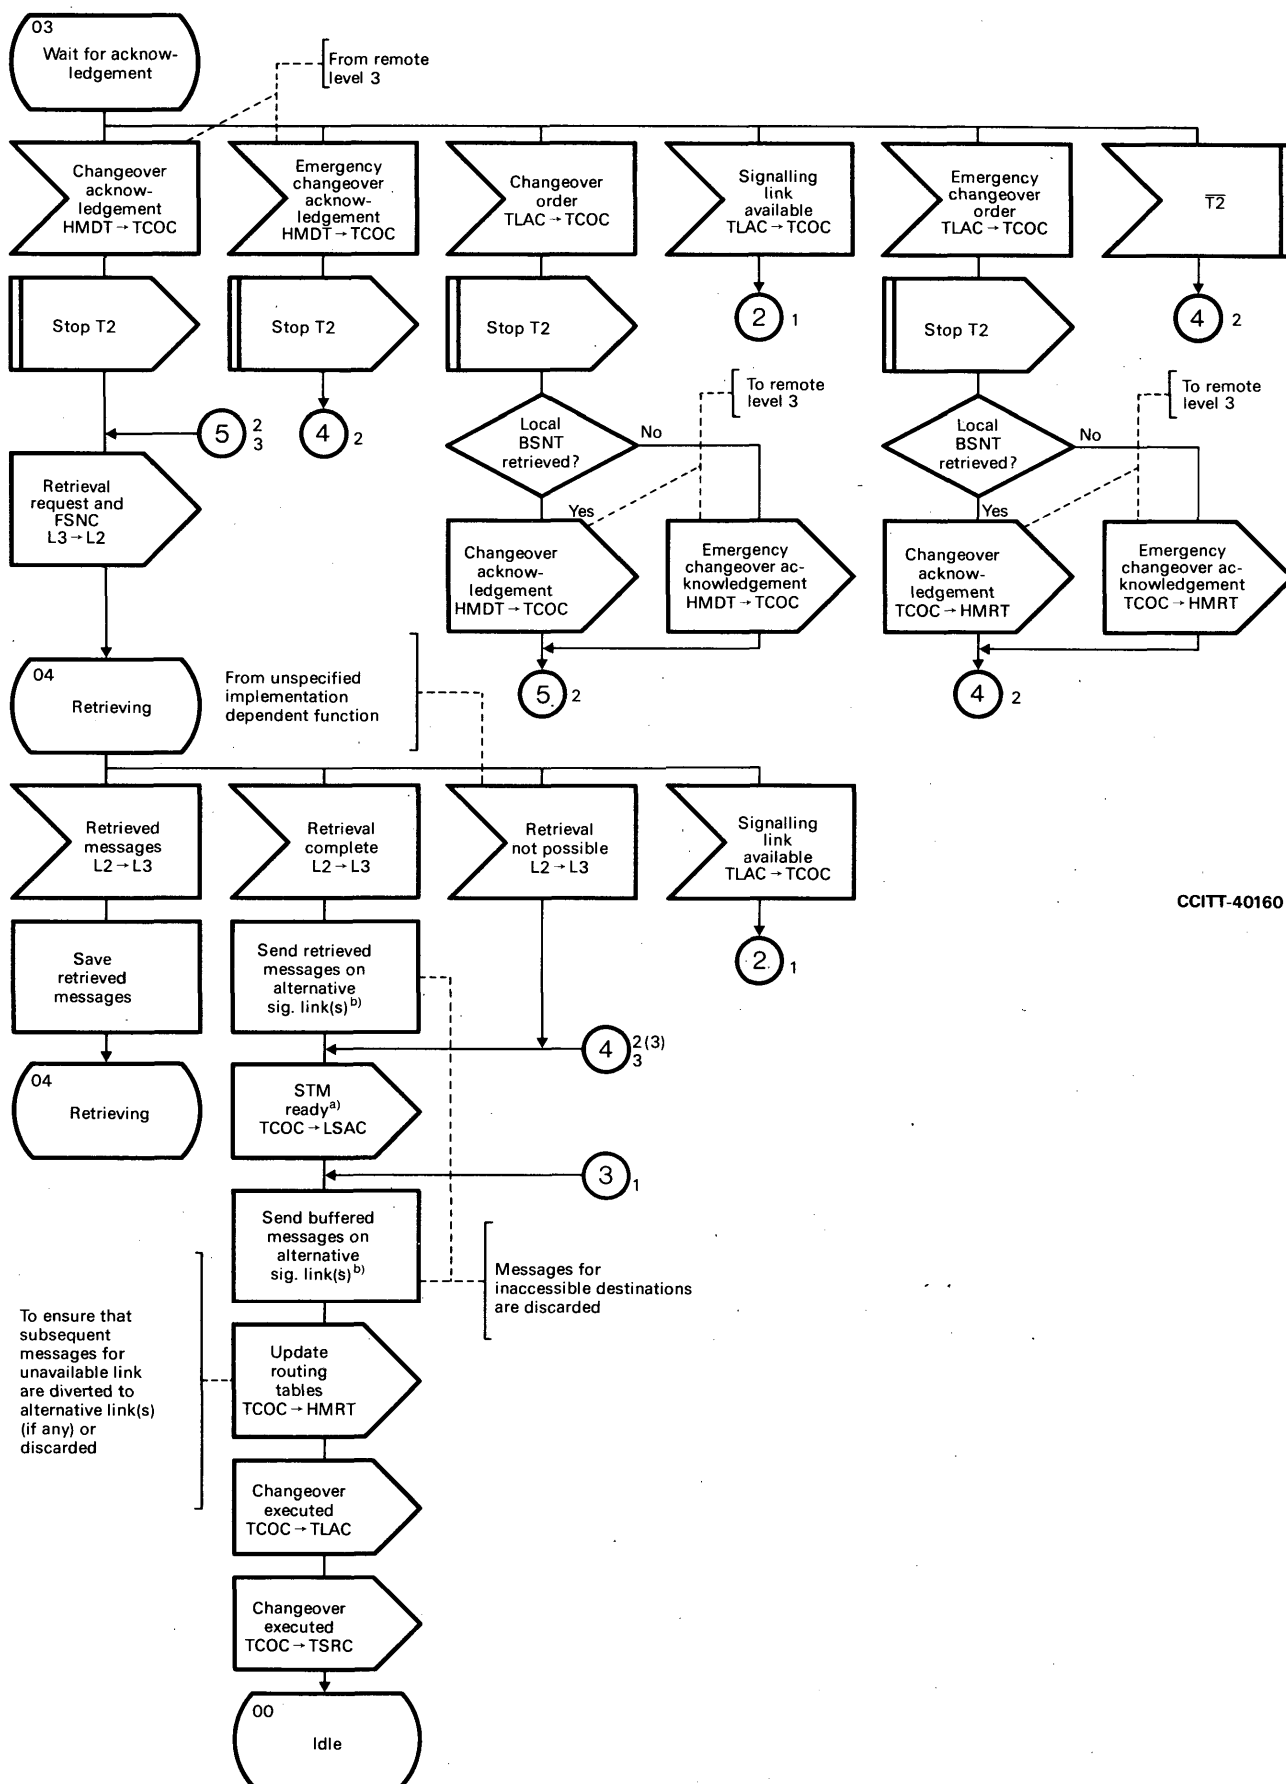 03
Wait for acknow-
ledgement
From remote
level 3
Changeover
acknow-
ledgement
HMDT → TCOC
Emergency
changeover
acknow-
ledgement
HMDT → TCOC
Changeover
order
TLAC → TCOC
Signalling
link
available
TLAC → TCOC
Emergency
changeover
order
TLAC → TCOC
T2
Stop T2
Stop T2
Stop T2
2 1
Stop T2
4 2
5 2
3
4 2
To remote
level 3
To remote
level 3
Local
BSNT
retrieved?
No
Yes
Local
BSNT
retrieved?
No
Yes
Retrieval
request and
FSNC
L3 → L2
Changeover
acknow-
ledgement
HMDT → TCOC
Emergency
changeover ac-
knowledgement
HMDT → TCOC
Changeover
acknow-
ledgement
TCOC → HMRT
Emergency
changeover ac-
knowledgement
TCOC → HMRT
5 2
4 2
04
Retrieving
From unspecified
implementation
dependent function
Retrieved
messages
L2 → L3
Retrieval
complete
L2 → L3
Retrieval
not possible
L2 → L3
Signalling
link
available
TLAC → TCOC
CCITT-40160
Save
retrieved
messages
Send retrieved
messages on
alternative
sig. link(s)b)
2 1
4 2(3)
3
04
Retrieving
STM
readya)
TCOC → LSAC
3 1
Send buffered
messages on
alternative
sig. link(s)b)
Messages for
inaccessible destinations
are discarded
To ensure that
subsequent
messages for
unavailable link
are diverted to
alternative link(s)
(if any) or
discarded
Update
routing
tables
TCOC → HMRT
Changeover
executed
TCOC → TLAC
Changeover
executed
TCOC → TSRC
00
Idle